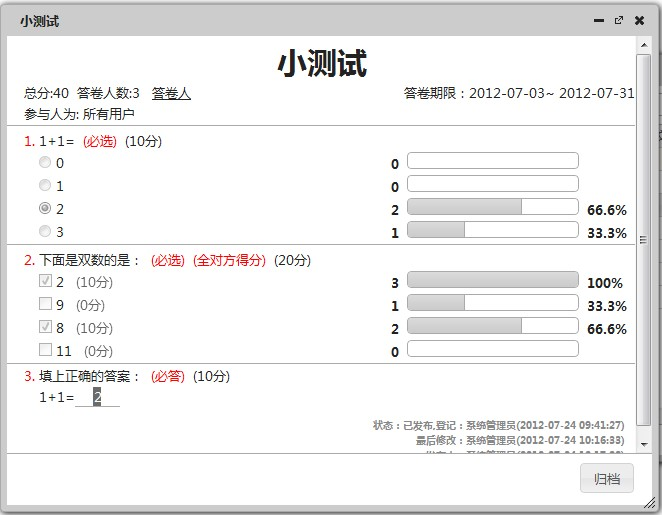 小测试
小测试
总分:40 答卷人数:3 答卷人 答卷期限：2012-07-03~ 2012-07-31
参与人为: 所有用户
1. 1+1= (必选) (10分)
0 0
1 0
2 2 66.6%
3 1 33.3%
2. 下面是双数的是： (必选) (全对方得分) (20分)
2 (10分) 3 100%
9 (0分) 1 33.3%
8 (10分) 2 66.6%
11 (0分) 0
3. 填上正确的答案： (必答) (10分)
1+1= 2
状态：已发布,登记：系统管理员(2012-07-24 09:41:27)
最后修改：系统管理员(2012-07-24 10:16:33)
归档